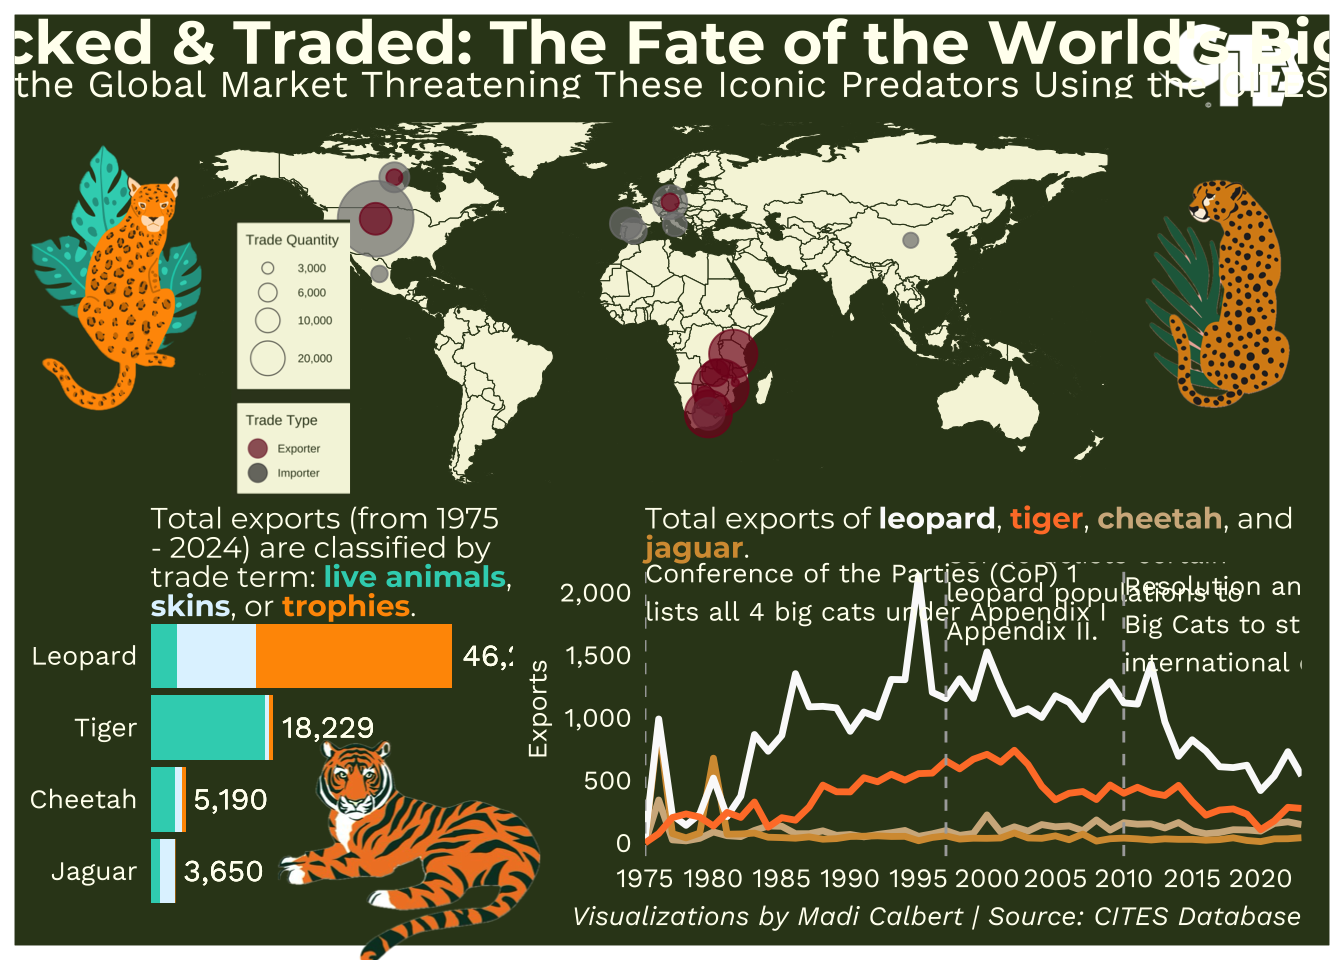 cked & Traded: The Fate of the World's Big
the Global Market Threatening These Iconic Predators Using the CITES
CITES
Trade Quantity
3,000
6,000
10,000
20,000
Trade Type
Exporter
Importer
Total exports (from 1975
- 2024) are classified by
trade term: live animals,
skins, or trophies.
Leopard
46,
Tiger
18,229
Cheetah
5,190
Jaguar
3,650
Total exports of leopard, tiger, cheetah, and
jaguar.
Conference of the Parties (CoP) 1
lists all 4 big cats under Appendix I
leopard populations to
Appendix II.
Resolution an
Big Cats to st
international
Exports
2,000
1,500
1,000
500
0
1975 1980 1985 1990 1995 2000 2005 2010 2015 2020
Visualizations by Madi Calbert | Source: CITES Database